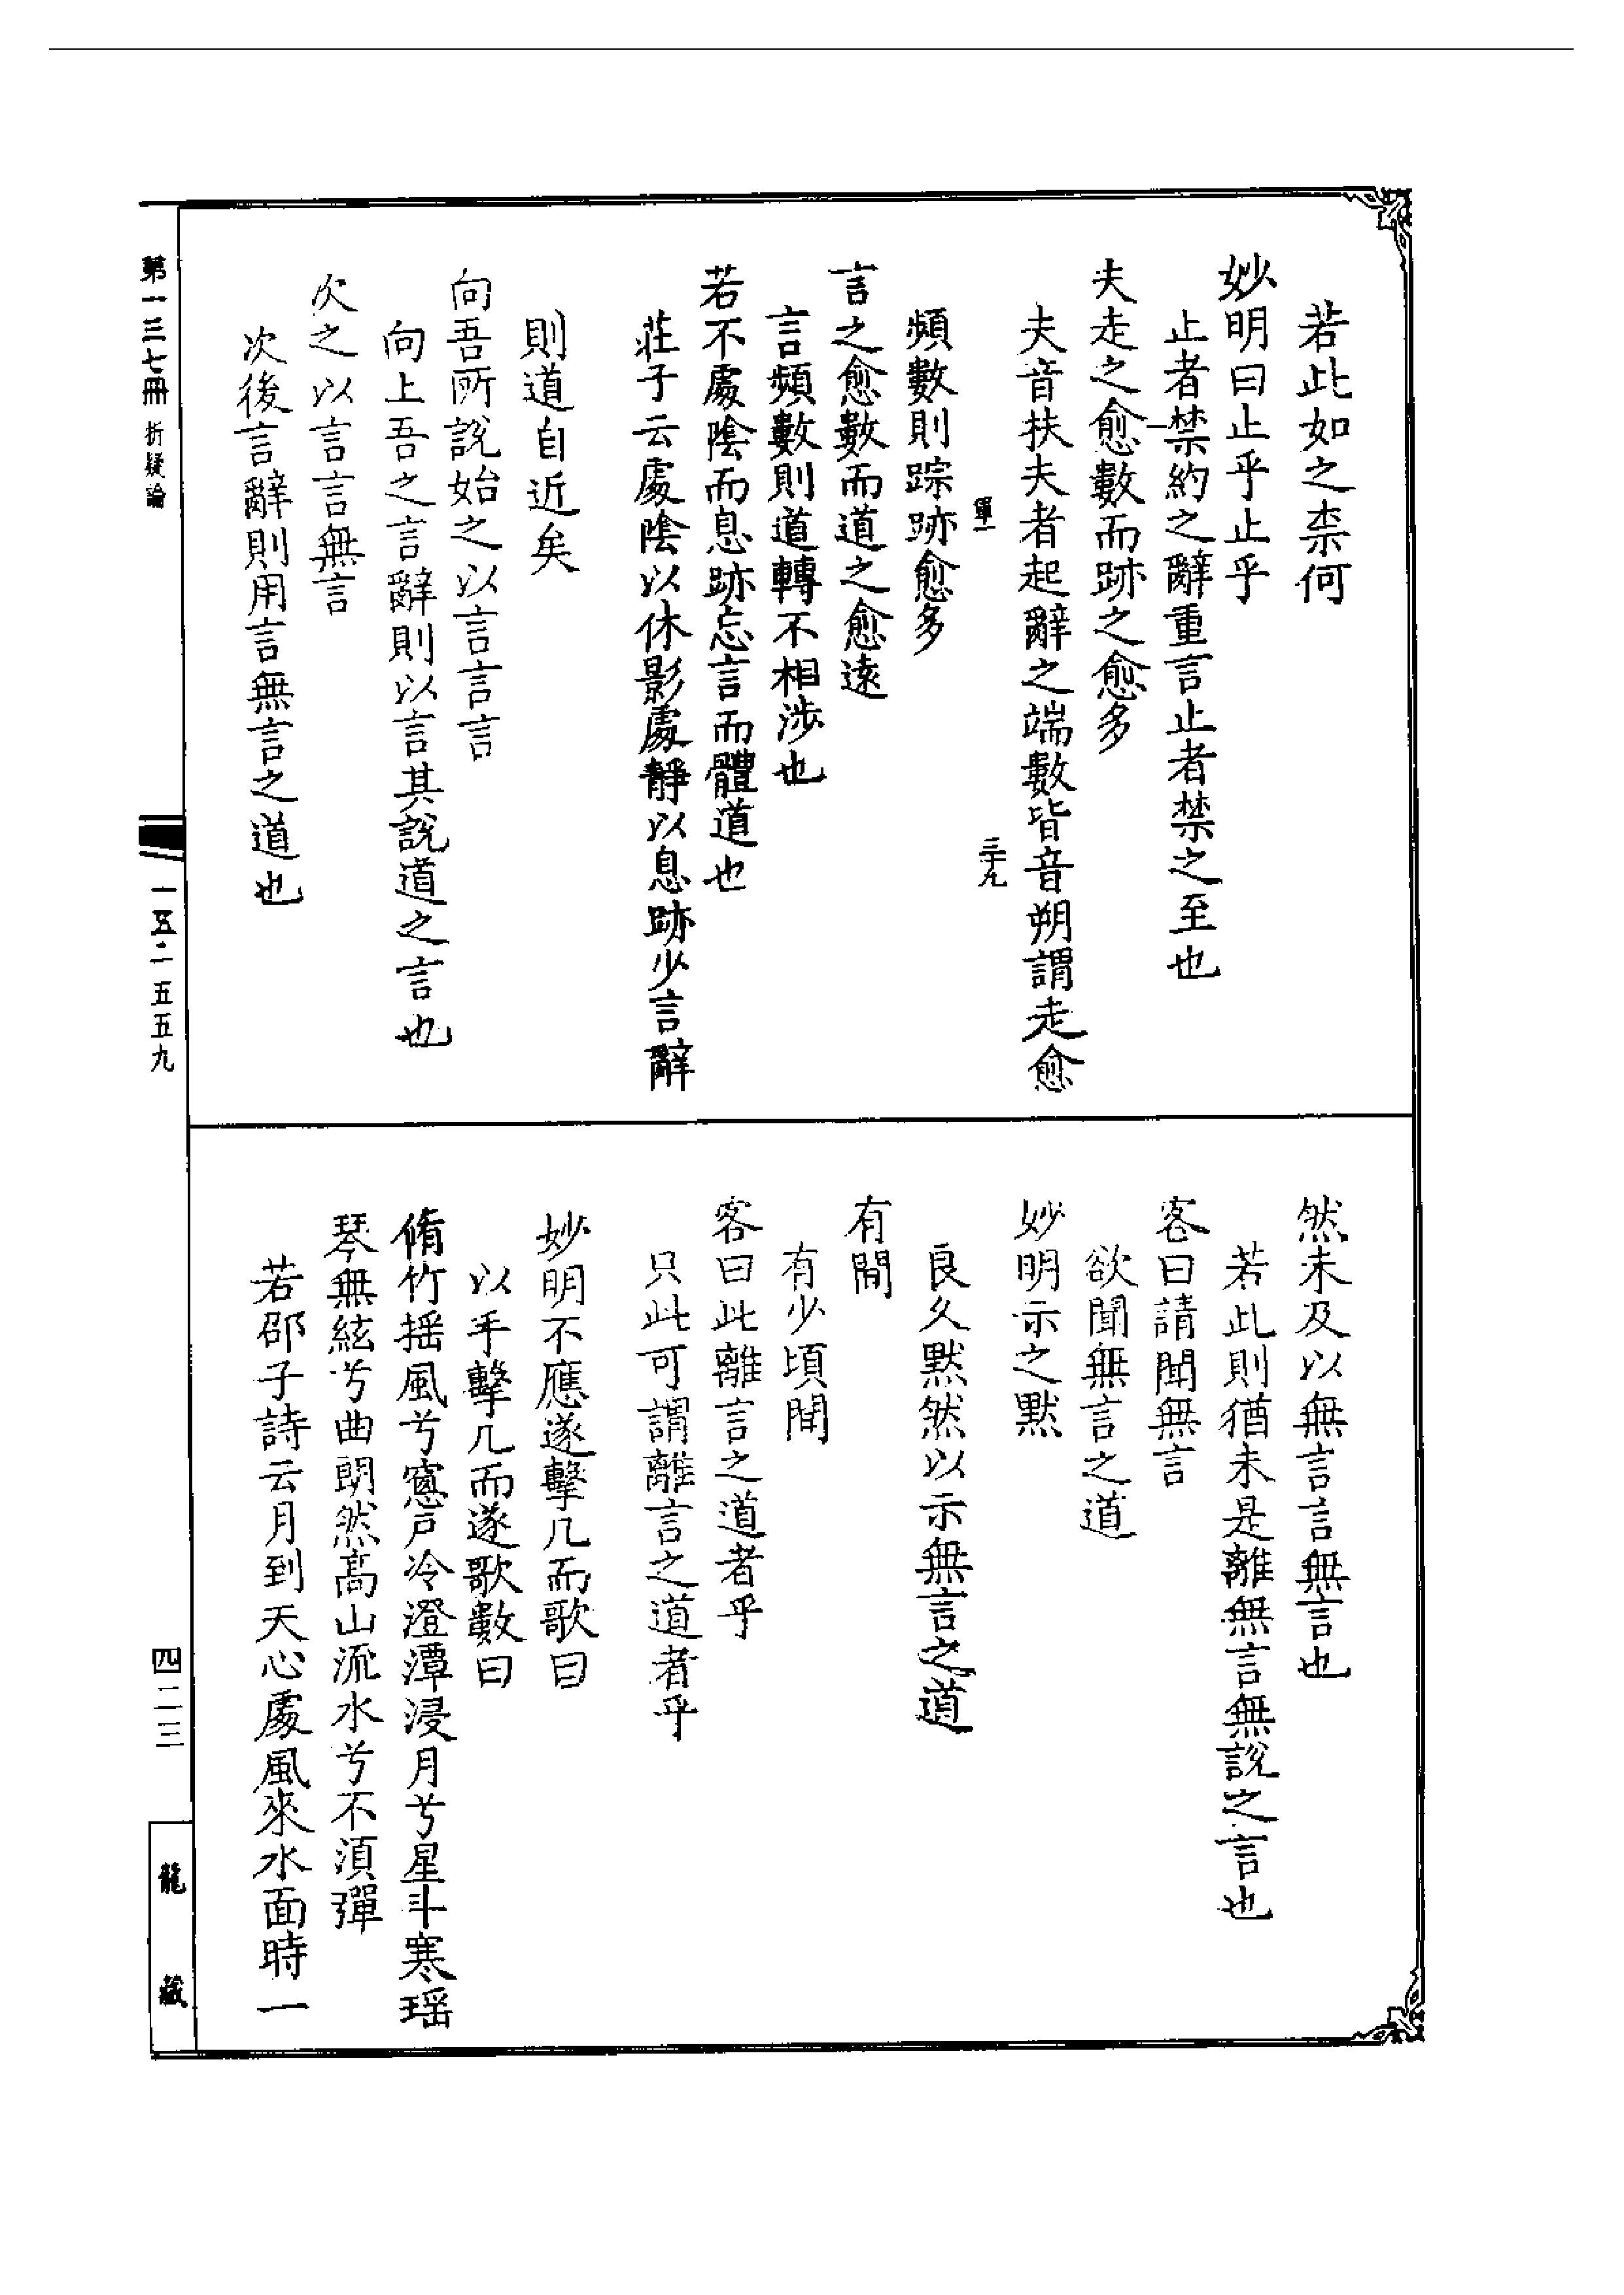 若此如之柰何
妙明曰止乎止乎
止者禁約之辭重言止者禁之至也
夫走之愈數而跡之愈多
夫音扶夫者起辭之端數皆音朔謂走愈
三十九
頻數則踪跡愈多
言之愈數而道之愈遠
言頻數則道轉不相涉也
若不處陰而息跡忘言而體道也
莊子云處陰以休影處靜以息跡少言辭
則道自近矣
向吾所說始之以言言言
向上吾之言辭則以言其說道之言也
次之以言言無言
次後言辭則用言無言之道也
然未及以無言言無言也
若此則猶未是離無言無說之言也
客曰請聞無言
欲聞無言之道
妙明示之默
良久默然以示無言之道
有間
有少頃間
客曰此離言之道者乎
只此可謂離言之道者乎
妙明不應遂擊几而歌曰
以手擊几而遂歌數曰
脩竹搖風兮窻戸冷澄潭浸月兮星斗寒瑶
琴無絃兮曲朗然髙山流水兮不湏彈
若邵子詩云月到天心處風來水面時一
第一三七冊 折疑論
一五·一五五九
四二三
龍藏